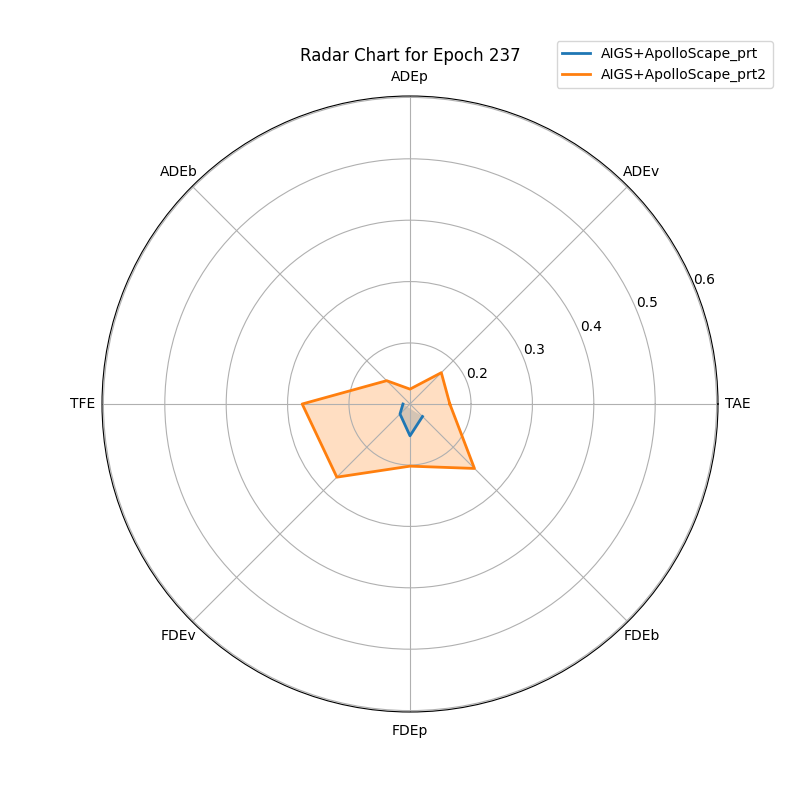 AIGS+ApolloScape_prt
AIGS+ApolloScape_prt2
Radar Chart for Epoch 237
ADEp
ADEb
ADEv
0.6
0.5
0.4
0.3
0.2
TFE
TAE
FDEv
FDEb
FDEp